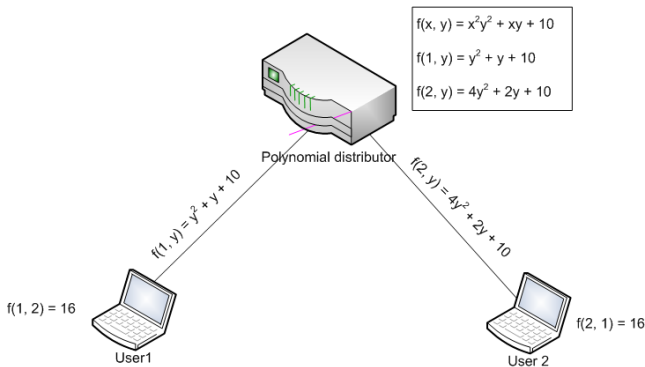 f(x, y) = x²y² + xy + 10
f(1, y) = y² + y + 10
f(2, y) = 4y² + 2y + 10
Polynomial distributor
f(1, y) = y² + y + 10
f(2, y) = 4y² + 2y + 10
f(1, 2) = 16
User1
f(2, 1) = 16
User 2